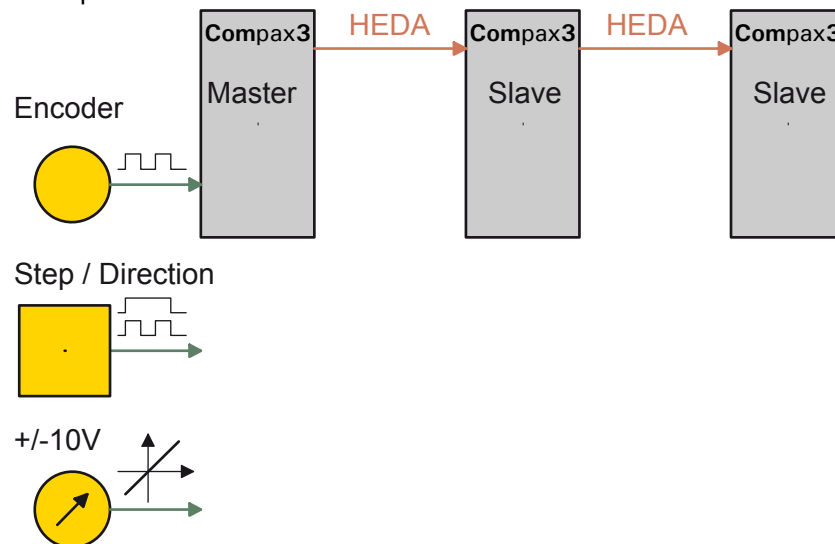 Compax3 HEDA Compax3 HEDA Compax3
Master Slave Slave
Encoder
Step / Direction
+/-10V